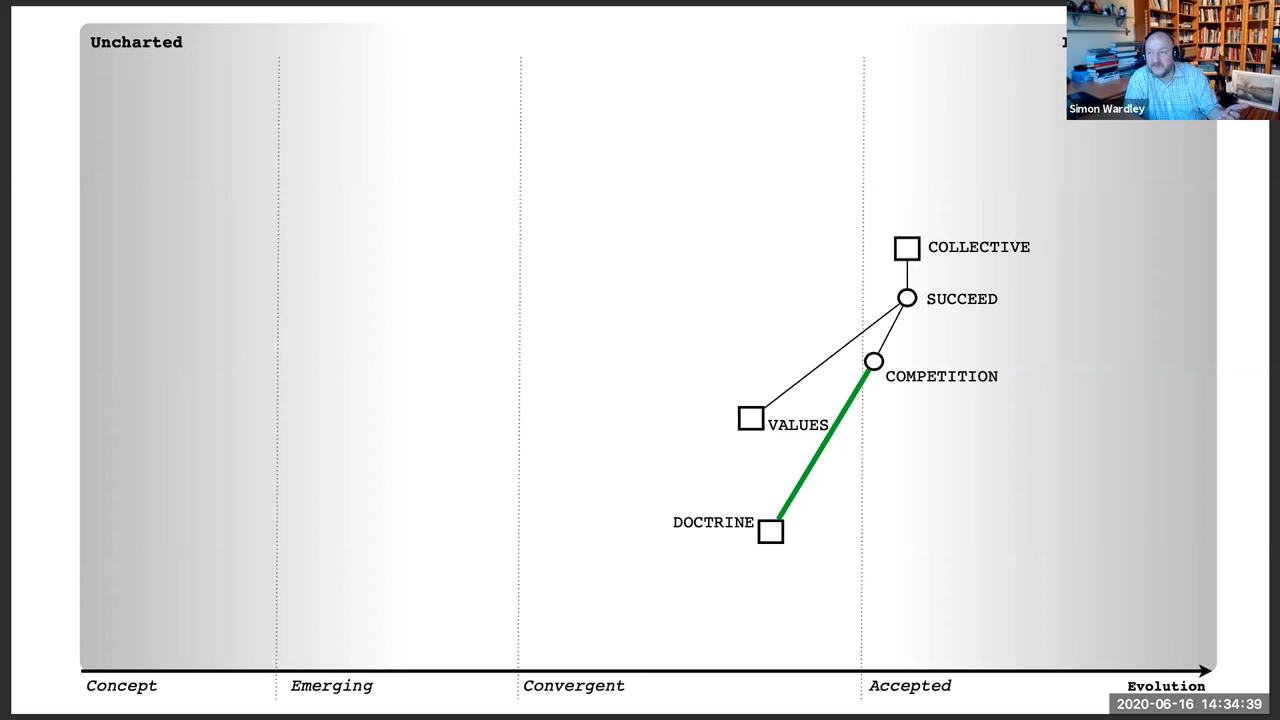 Uncharted
Simon Wardley
COLLECTIVE
SUCCEED
COMPETITION
VALUES
DOCTRINE
Concept
Emerging
Convergent
Accepted
Evolution
2020-06-16 14:34:39